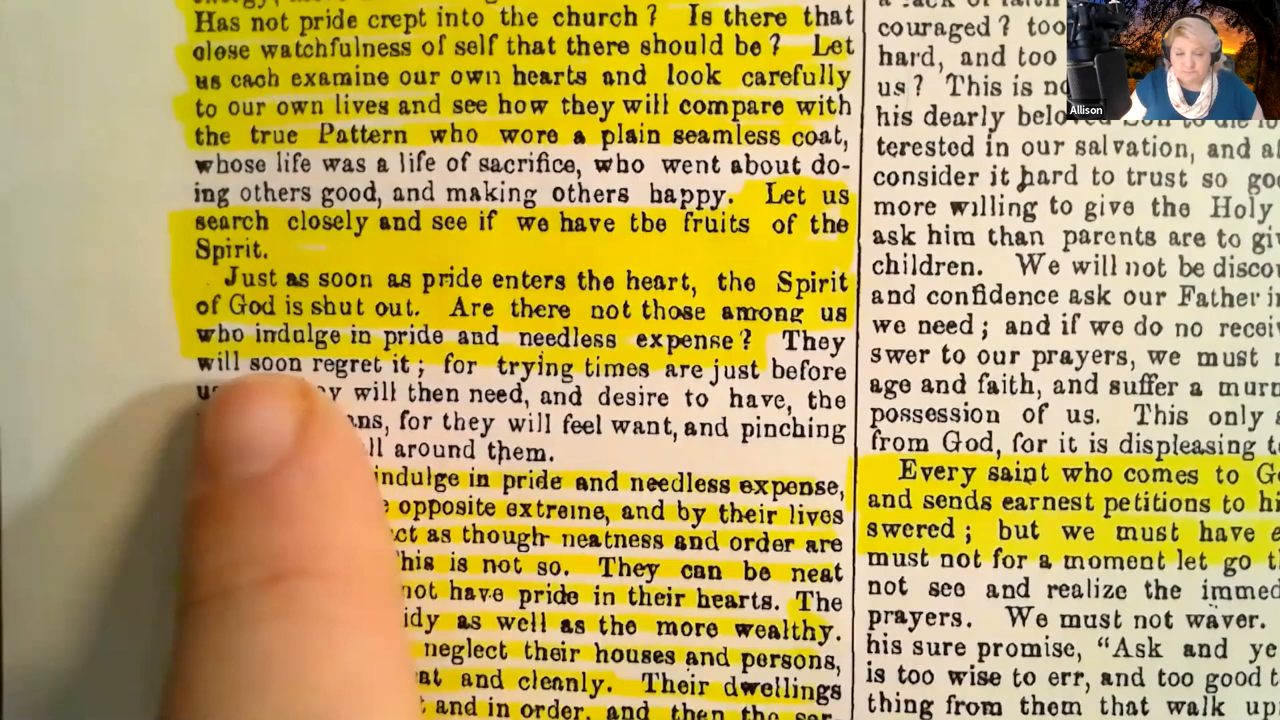 Has not pride crept into the church? Is there that
close watchfulness of self that there should be? Let
us each examine our own hearts and look carefully
to our own lives and see how they will compare with
the true Pattern who wore a plain seamless coat,
whose life was a life of sacrifice, who went about do-
ing others good, and making others happy. Let us
search closely and see if we have the fruits of the
Spirit.
Just as soon as pride enters the heart, the Spirit
of God is shut out. Are there not those among us
who indulge in pride and needless expense? They
will soon regret it; for trying times are just before
will then need, and desire to have, the
for they will feel want, and pinching
around them.
indulge in pride and needless expense,
opposite extreme, and by their lives
as though neatness and order are
This is not so. They can be neat
not have pride in their hearts. The
as well as the more wealthy.
neglect their houses and persons,
and cleanly. Their dwellings
and in order, and then the
couraged? too
hard, and too
us? This is
his dearly
terested in our salvation, and
consider it hard to trust so
more willing to give the Holy
ask him than parents are to
children. We will not be
and confidence ask our Father
we need; and if we do no
swer to our prayers, we must
age and faith, and suffer a
possession of us. This only
from God, for it is displeasing
Every saint who comes to
and sends earnest petitions to
swered; but we must have
must not for a moment let go
not see and realize the
prayers. We must not waver.
his sure promise, "Ask and ye
is too wise to err, and too good
thing from them that walk
Allison